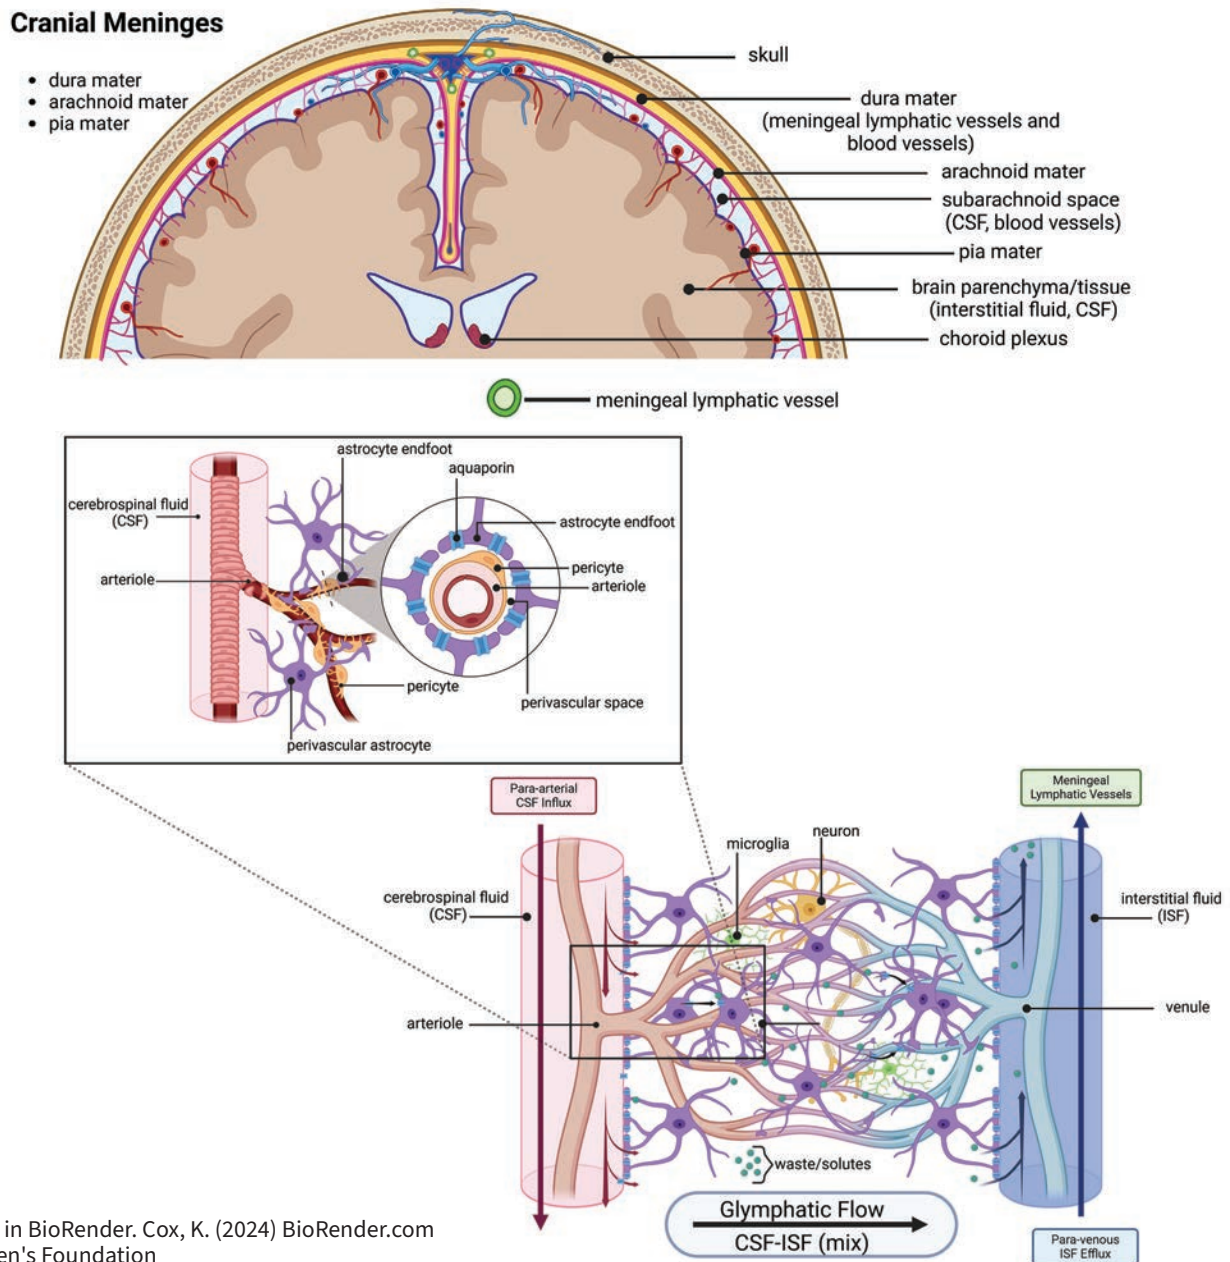 Cranial Meninges
• dura mater
• arachnoid mater
• pia mater
skull
dura mater
(meningeal lymphatic vessels and
blood vessels)
arachnoid mater
subarachnoid space
(CSF, blood vessels)
pia mater
brain parenchyma/tissue
(interstitial fluid, CSF)
choroid plexus
meningeal lymphatic vessel
astrocyte endfoot
aquaporin
cerebrospinal fluid
(CSF)
astrocyte endfoot
pericyte
arteriole
arteriole
pericyte
perivascular space
perivascular astrocyte
Para-arterial
CSF Influx
Meningeal
Lymphatic Vessels
neuron
microglia
cerebrospinal fluid
(CSF)
interstitial fluid
(ISF)
arteriole
venule
waste/solutes
Glymphatic Flow
CSF-ISF (mix)
Para-venous
ISF Efflux
in BioRender. Cox, K. (2024) BioRender.com
en's Foundation